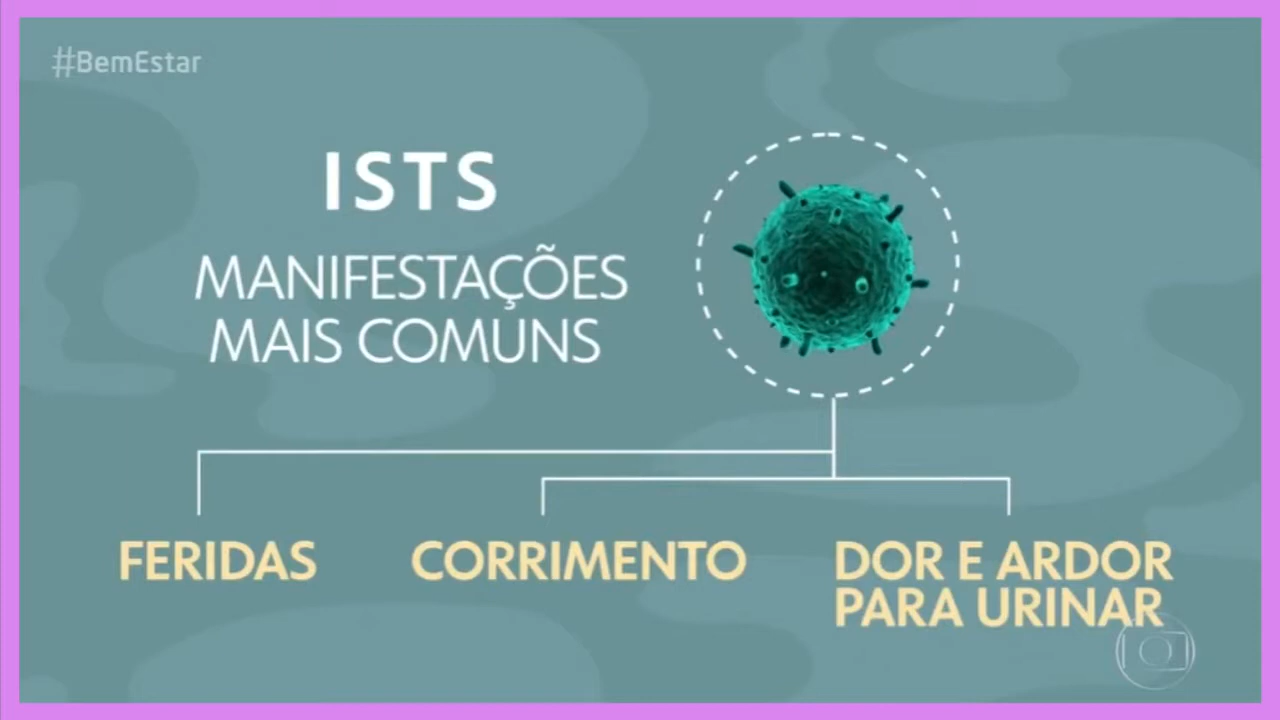 #BemEstar
ISTS
MANIFESTAÇÕES
MAIS COMUNS
FERIDAS
CORRIMENTO
DOR E ARDOR
PARA URINAR